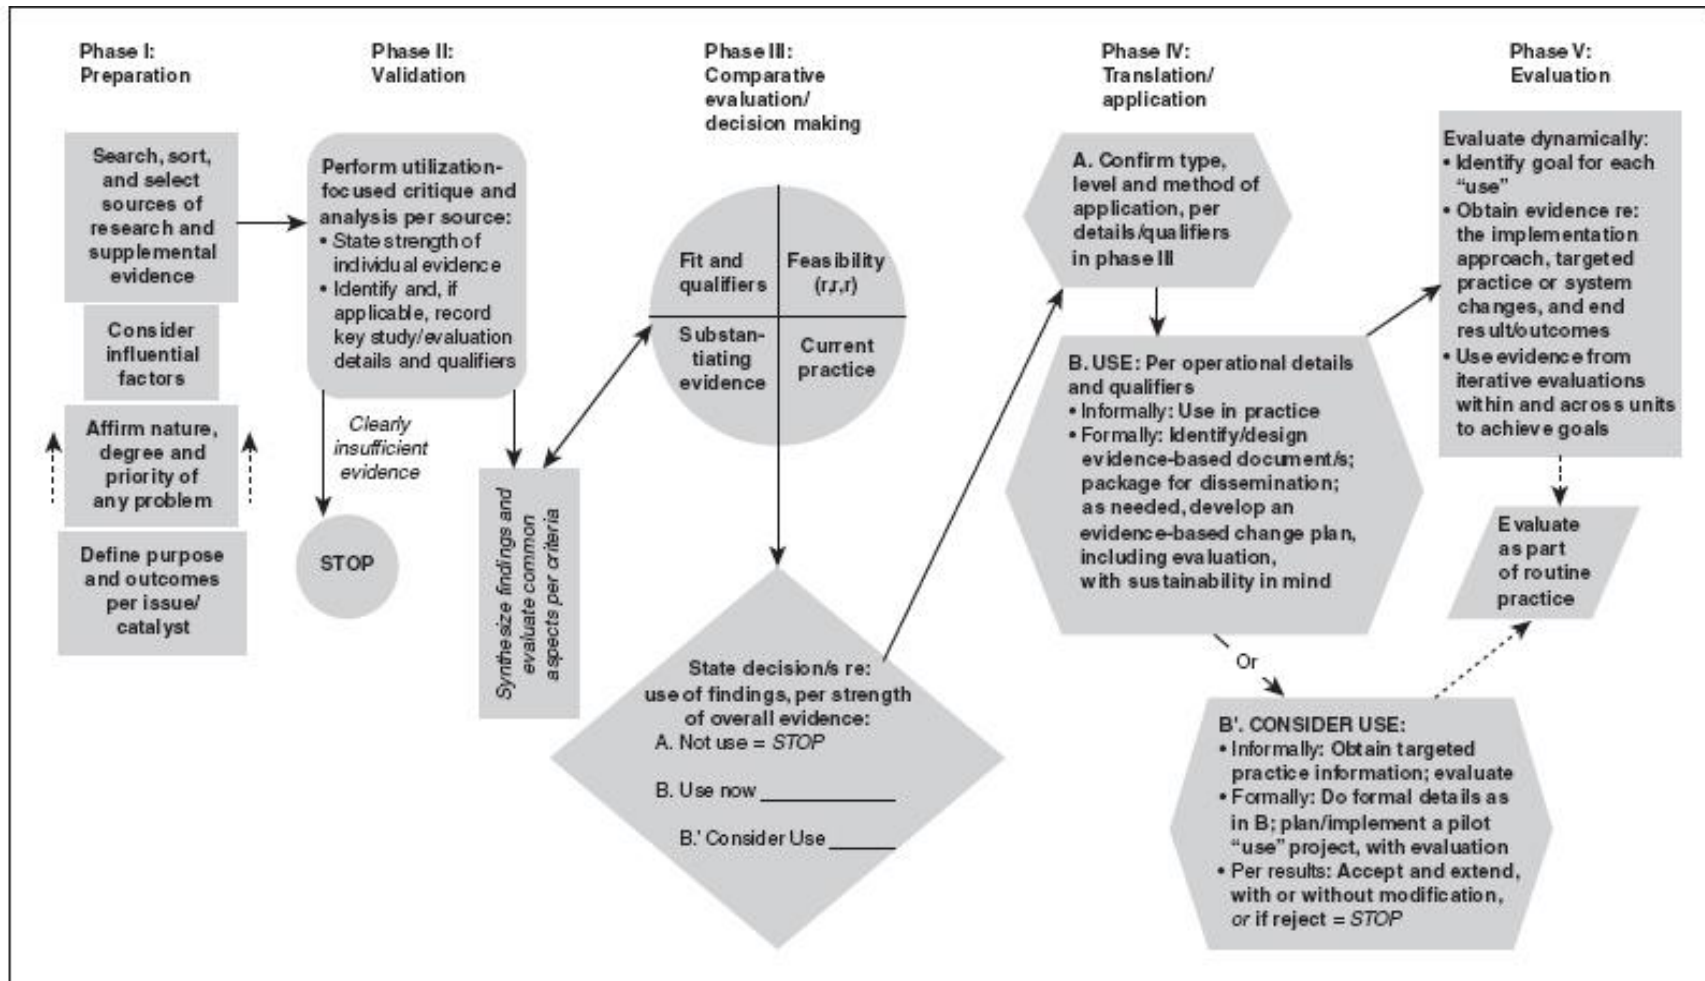 Phase I:
Preparation
Search, sort,
and select
sources of
research and
supplemental
evidence
Consider
influential
factors
Affirm nature,
degree and
priority of
any problem
Define purpose
and outcomes
per issue/
catalyst
Phase II:
Validation
Perform utilization-
focused critique and
analysis per source:
• State strength of
individual evidence
• Identify and, if
applicable, record
key study/evaluation
details and qualifiers
Clearly
insufficient
evidence
STOP
Synthesize findings and
evaluate common
aspects per criteria
Phase III:
Comparative
evaluation/
decision making
Fit and
qualifiers
Feasibility
(r,r,r)
Substan-
tiating
evidence
Current
practice
State decision/s re:
use of findings, per strength
of overall evidence:
A. Not use = STOP
B. Use now
B.' Consider Use
Phase IV:
Translation/
application
A. Confirm type,
level and method of
application, per
details/qualifiers
in phase III
B. USE: Per operational details
and qualifiers
• Informally: Use in practice
• Formally: Identify/design
evidence-based document/s;
package for dissemination;
as needed, develop an
evidence-based change plan,
including evaluation,
with sustainability in mind
Or
B'. CONSIDER USE:
• Informally: Obtain targeted
practice information; evaluate
• Formally: Do formal details as
in B; plan/implement a pilot
“use” project, with evaluation
• Per results: Accept and extend,
with or without modification,
or if reject = STOP
Phase V:
Evaluation
Evaluate dynamically:
• Identify goal for each
“use”
• Obtain evidence re:
the implementation
approach, targeted
practice or system
changes, and end
result/outcomes
• Use evidence from
iterative evaluations
within and across units
to achieve goals
Evaluate
as part
of routine
practice